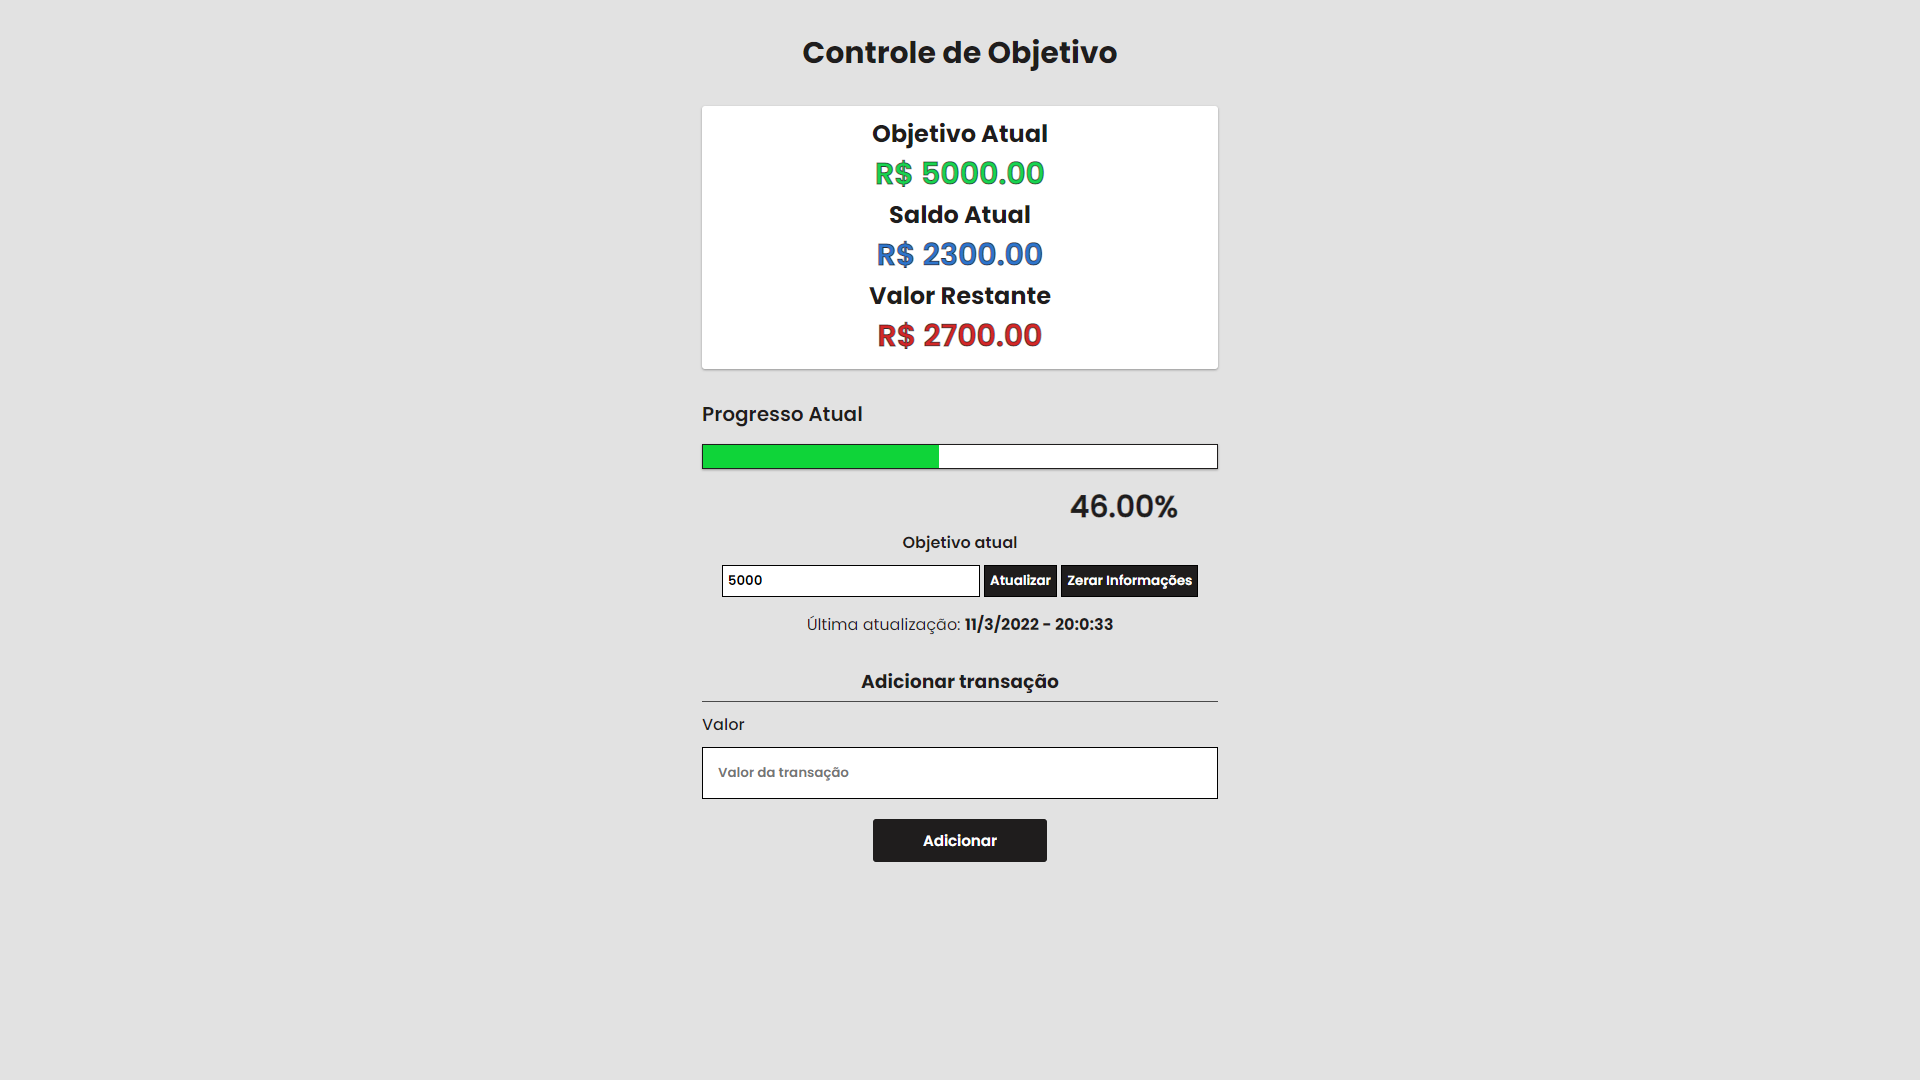 Controle de Objetivo
Objetivo Atual
R$ 5000.00
Saldo Atual
R$ 2300.00
Valor Restante
R$ 2700.00
Progresso Atual
46.00%
Objetivo atual
5000 Atualizar Zerar Informações
Última atualização: 11/3/2022 - 20:0:33
Adicionar transação
Valor
Valor da transação
Adicionar